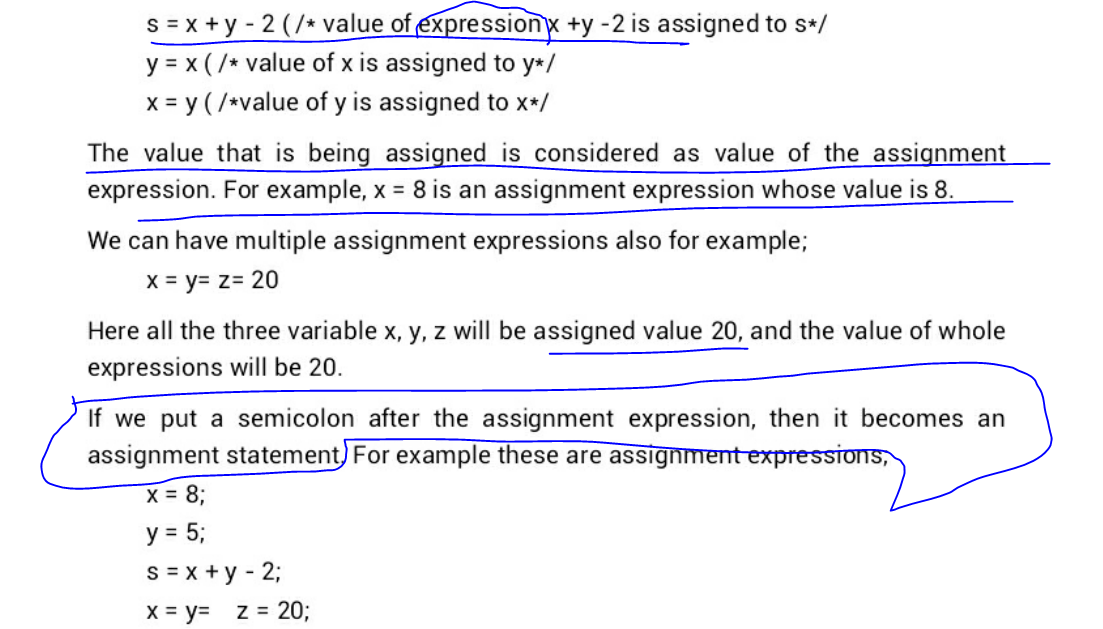 s = x + y - 2 ( /* value of expression x +y -2 is assigned to s*/
y = x ( /* value of x is assigned to y*/
x = y ( /*value of y is assigned to x*/
The value that is being assigned is considered as value of the assignment
expression. For example, x = 8 is an assignment expression whose value is 8.
We can have multiple assignment expressions also for example;
x = y= z= 20
Here all the three variable x, y, z will be assigned value 20, and the value of whole
expressions will be 20.
If we put a semicolon after the assignment expression, then it becomes an
assignment statement. For example these are assignment expressions,
x = 8;
y = 5;
s = x + y - 2;
x = y= z = 20;